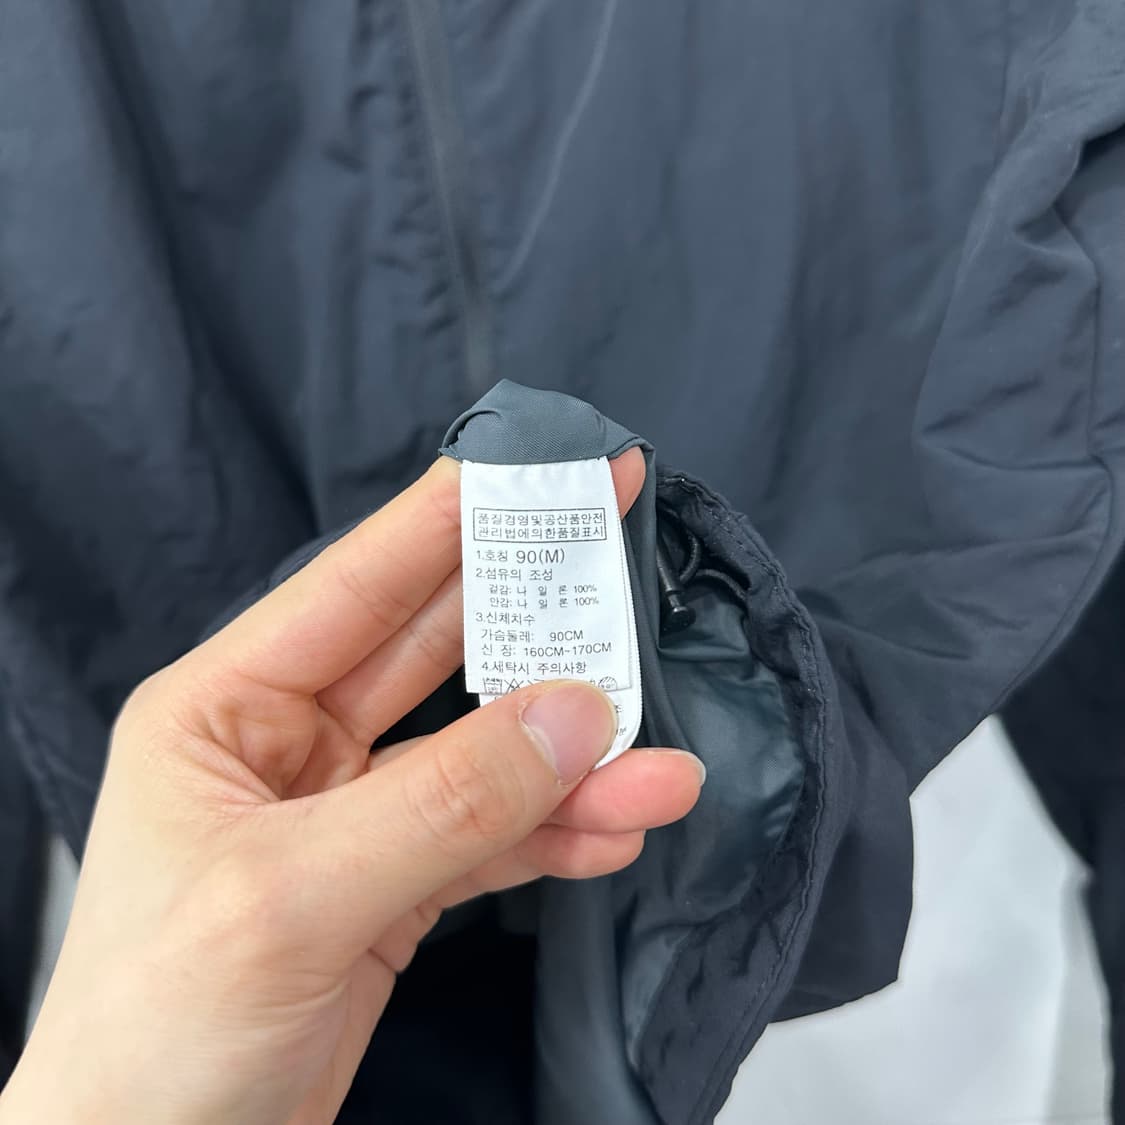 품질경영및공산품안전
관리법에의한품질표시
1.호칭 90(M)
2.섬유의 조성
겉감: 나 일 론 100%
안감: 나 일 론 100%
3.신체치수
가슴둘레: 90CM
신 장: 160CM~170CM
4.세탁시 주의사항